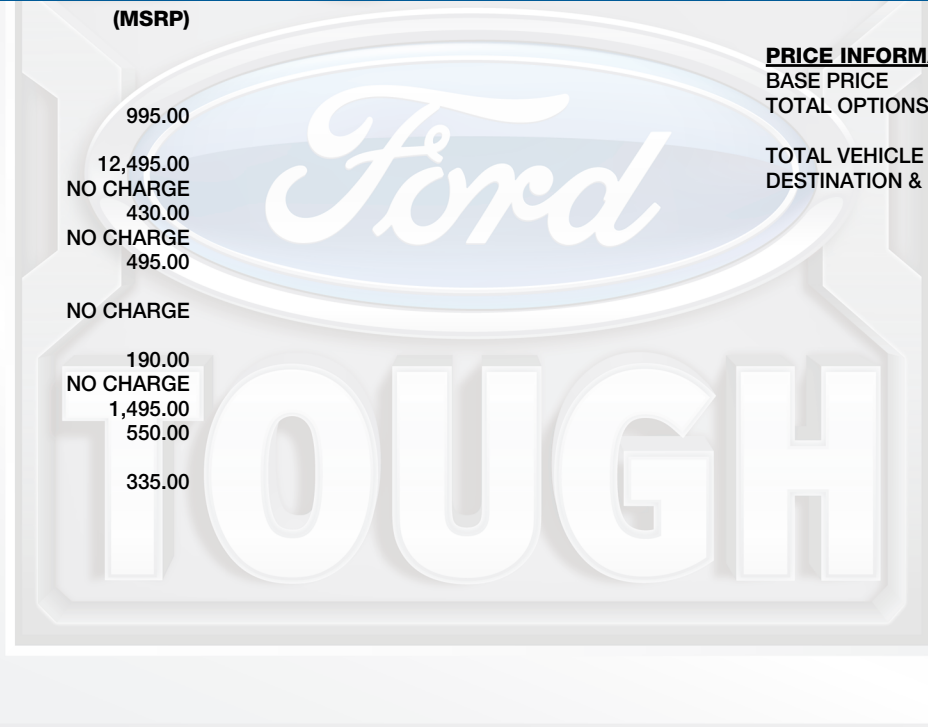 (MSRP)
995.00
12,495.00
NO CHARGE
430.00
NO CHARGE
495.00
NO CHARGE
190.00
NO CHARGE
1,495.00
550.00
335.00
PRICE INFORMA
BASE PRICE
TOTAL OPTIONS
TOTAL VEHICLE
DESTINATION &
Ford
TOUGH